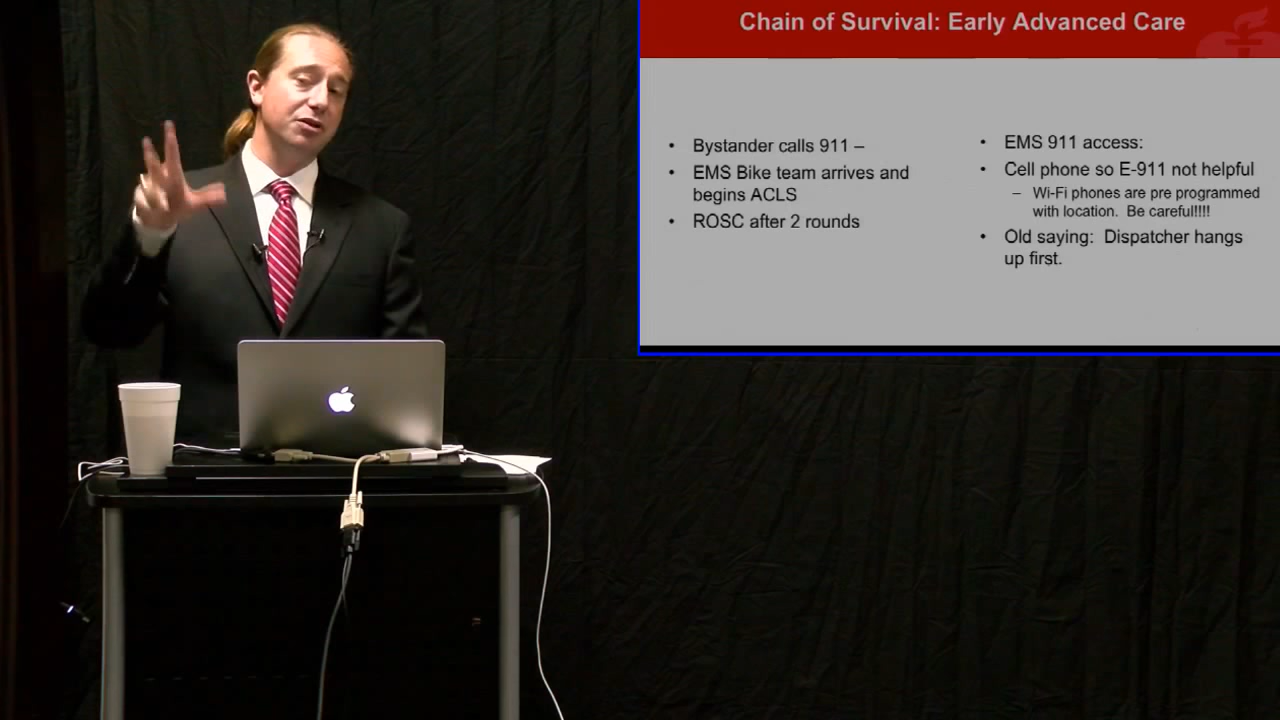 Chain of Survival: Early Advanced Care
• Bystander calls 911 –
• EMS Bike team arrives and
begins ACLS
• ROSC after 2 rounds
• EMS 911 access:
• Cell phone so E-911 not helpful
– Wi-Fi phones are pre programmed
with location. Be careful!!!!
• Old saying: Dispatcher hangs
up first.